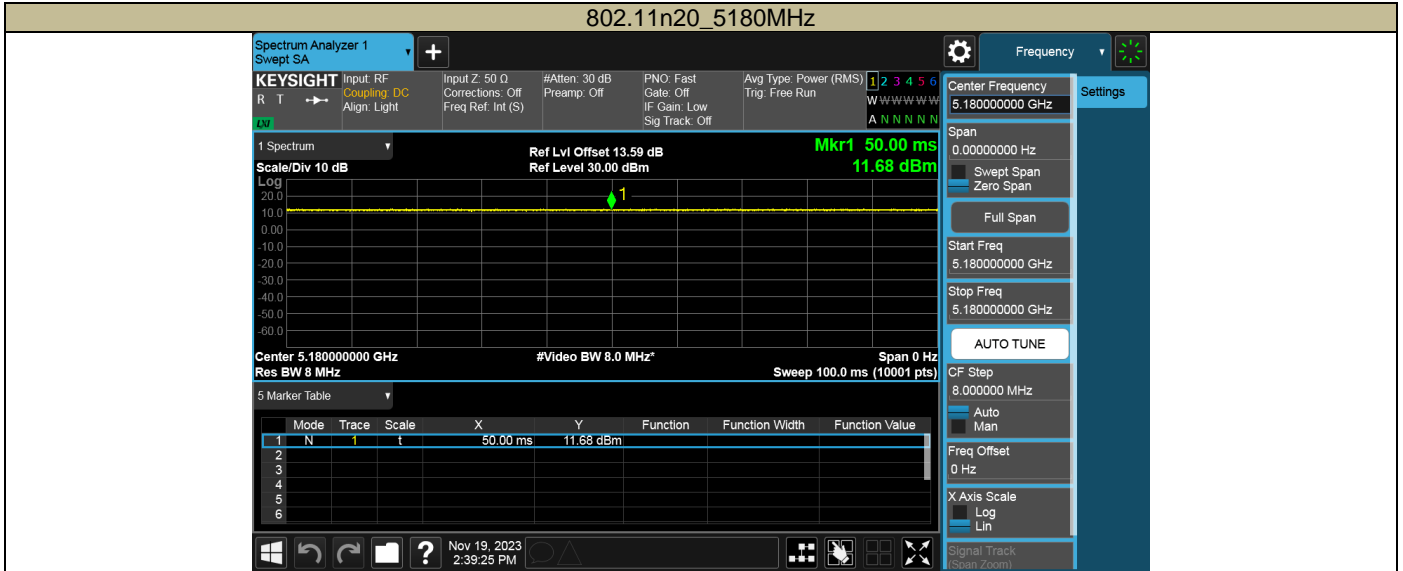 802.11n20_5180MHz
Spectrum Analyzer 1
Swept SA
+
Frequency
KEYSIGHT
R T
LXI
Input: RF
Coupling: DC
Align: Light
Input Z: 50 Ω
Corrections: Off
Freq Ref: Int (S)
#Atten: 30 dB
Preamp: Off
PNO: Fast
Gate: Off
IF Gain: Low
Sig Track: Off
Avg Type: Power (RMS)
Trig: Free Run
1 2 3 4 5 6
W W W W W W
A N N N N N
Center Frequency
5.180000000 GHz
Settings
1 Spectrum
Scale/Div 10 dB
Ref Lvl Offset 13.59 dB
Ref Level 30.00 dBm
Mkr1 50.00 ms
11.68 dBm
Log
20.0
10.0
0.00
-10.0
-20.0
-30.0
-40.0
-50.0
-60.0
1
Center 5.180000000 GHz
Res BW 8 MHz
#Video BW 8.0 MHz*
Span 0 Hz
Sweep 100.0 ms (10001 pts)
Span
0.00000000 Hz
Swept Span
Zero Span
Full Span
Start Freq
5.180000000 GHz
Stop Freq
5.180000000 GHz
AUTO TUNE
CF Step
8.000000 MHz
Auto
Man
Freq Offset
0 Hz
X Axis Scale
Log
Lin
Signal Track
(Span Zoom)
5 Marker Table
Mode Trace Scale X Y Function Function Width Function Value
1 N 1 t 50.00 ms 11.68 dBm
2
3
4
5
6
?
Nov 19, 2023
2:39:25 PM